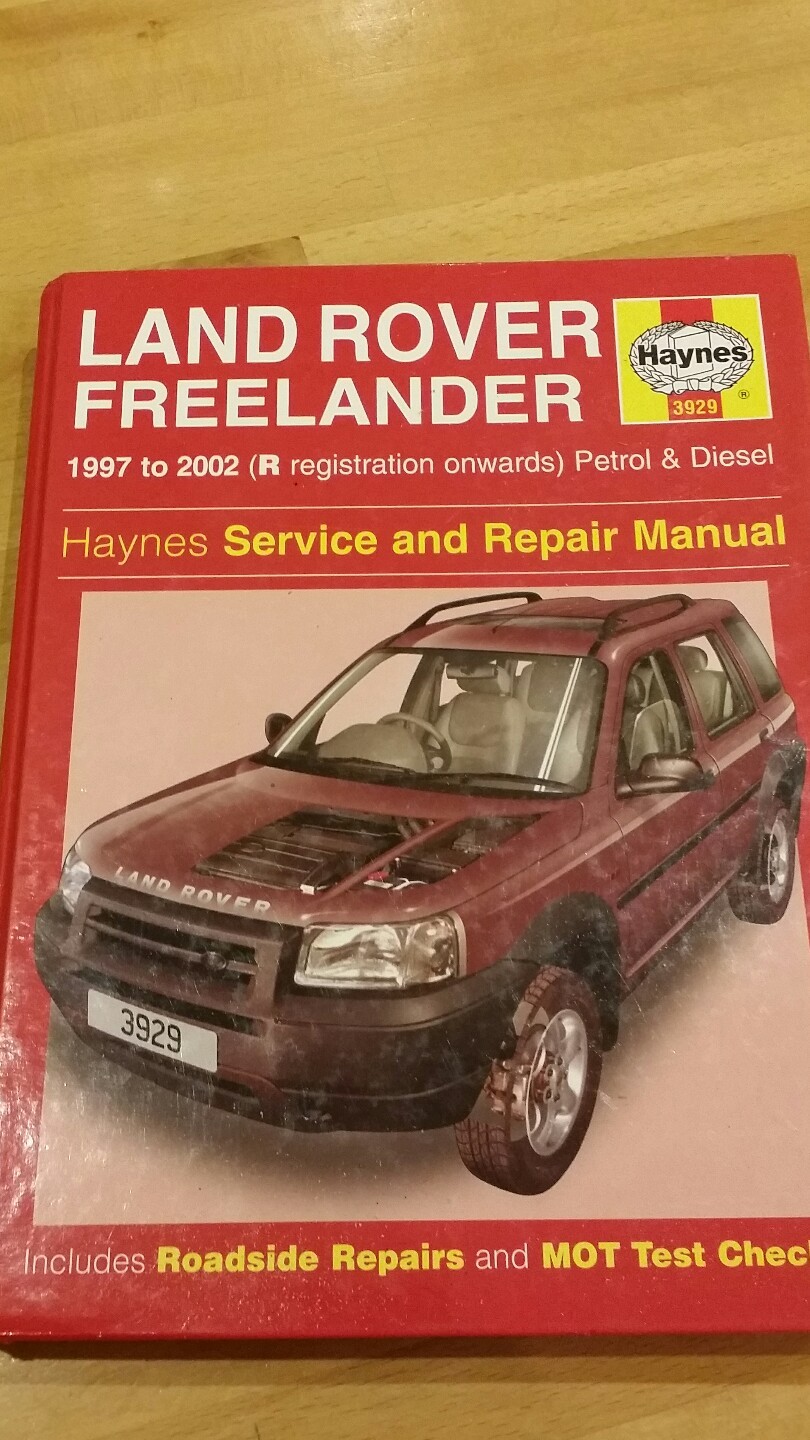 LAND ROVER
FREELANDER
Haynes
®
3929
1997 to 2002 (R registration onwards) Petrol & Diesel
Haynes Service and Repair Manual
LAND ROVER
3929
Includes Roadside Repairs and MOT Test Chec